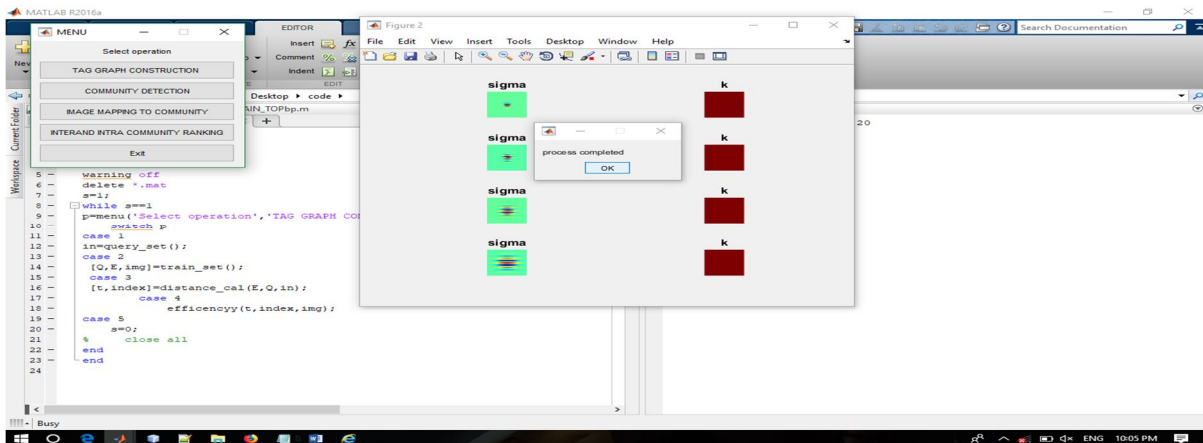 MATLAB R2016a
MENU
Select operation
TAG GRAPH CONSTRUCTION
COMMUNITY DETECTION
IMAGE MAPPING TO COMMUNITY
INTERAND INTRA COMMUNITY RANKING
Exit
EDITOR
Insert
fx
Comment
Indent
EDIT
Search Documentation
Desktop ▸ code ▸
AIN_TOPbp.m
Current Folder
Workspace
5 – warning off
6 – delete *.mat
7 – s=1;
8 – while s==1
9 – p=menu('Select operation','TAG GRAPH CO
10 – switch p
11 – case 1
12 – in=query_set();
13 – case 2
14 – [Q,E,img]=train_set();
15 – case 3
16 – [t,index]=distance_cal(E,Q,in);
17 – case 4
18 – efficencyy(t,index,img);
19 – case 5
20 – s=0;
21 % close all
22 – end
23 – end
24
Figure 2
File Edit View Insert Tools Desktop Window Help
sigma k
sigma k
sigma k
sigma k
process completed
OK
20
Busy
ENG 10:05 PM